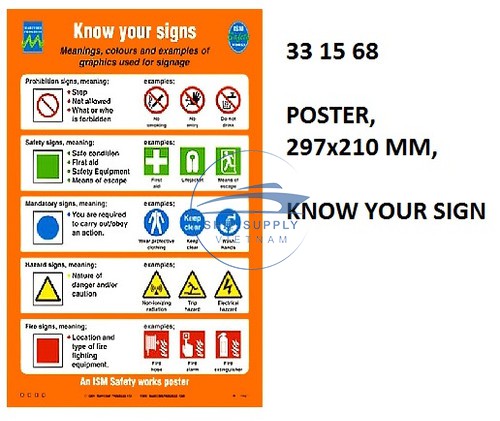 Know your signs
Meanings, colours and examples of
graphics used for signage
ISM
Prohibition signs, meaning:
examples:
• Stop
• Not allowed
• What or who
is forbidden
No
smoking
No
entry
Do not
drink
Safety signs, meaning:
examples:
• Safe condition
• First aid
• Safety Equipment
• Means of escape
First
aid
Lifejacket
Means of
escape
Mandatory signs, meaning:
examples:
• You are required
to carry out/obey
an action.
Keep
clear
Wear protective
clothing
Keep
clear
Wash
hands
Hazard signs, meaning:
examples:
• Nature of
danger and/or
caution
Non-ionizing
radiation
Trip
hazard
Electrical
hazard
Fire signs, meaning:
examples:
• Location and
type of fire
fighting
equipment.
Fire
hose
Fire
alarm
Fire
extinguisher
An ISM Safety works poster
SHIP SUPPLY
VIETNAM
33 15 68
POSTER,
297x210 MM,
KNOW YOUR SIGN